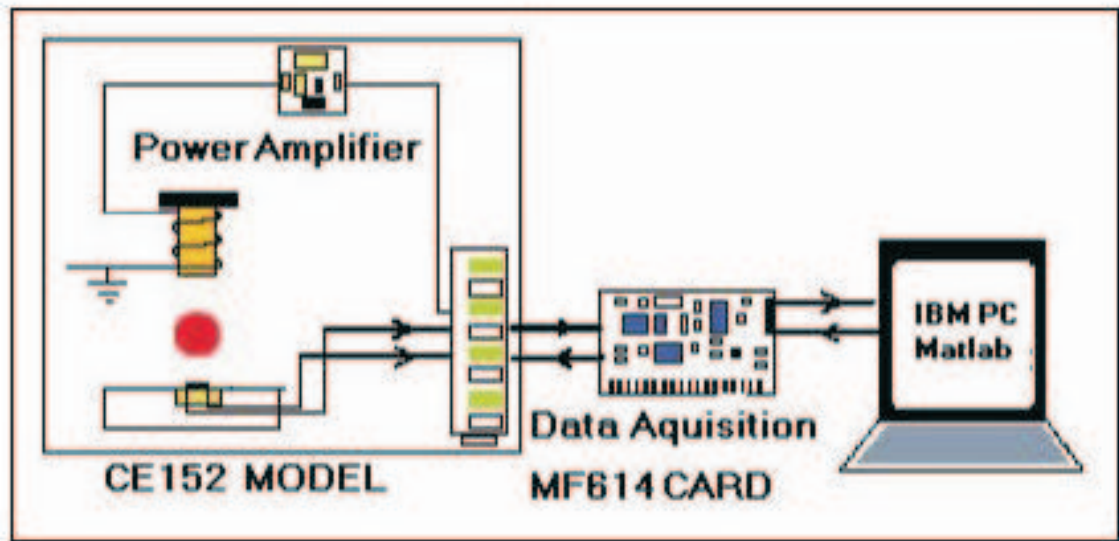 Power Amplifier
IBM PC
Matlab
Data Aquisition
CE152 MODEL
MF614 CARD